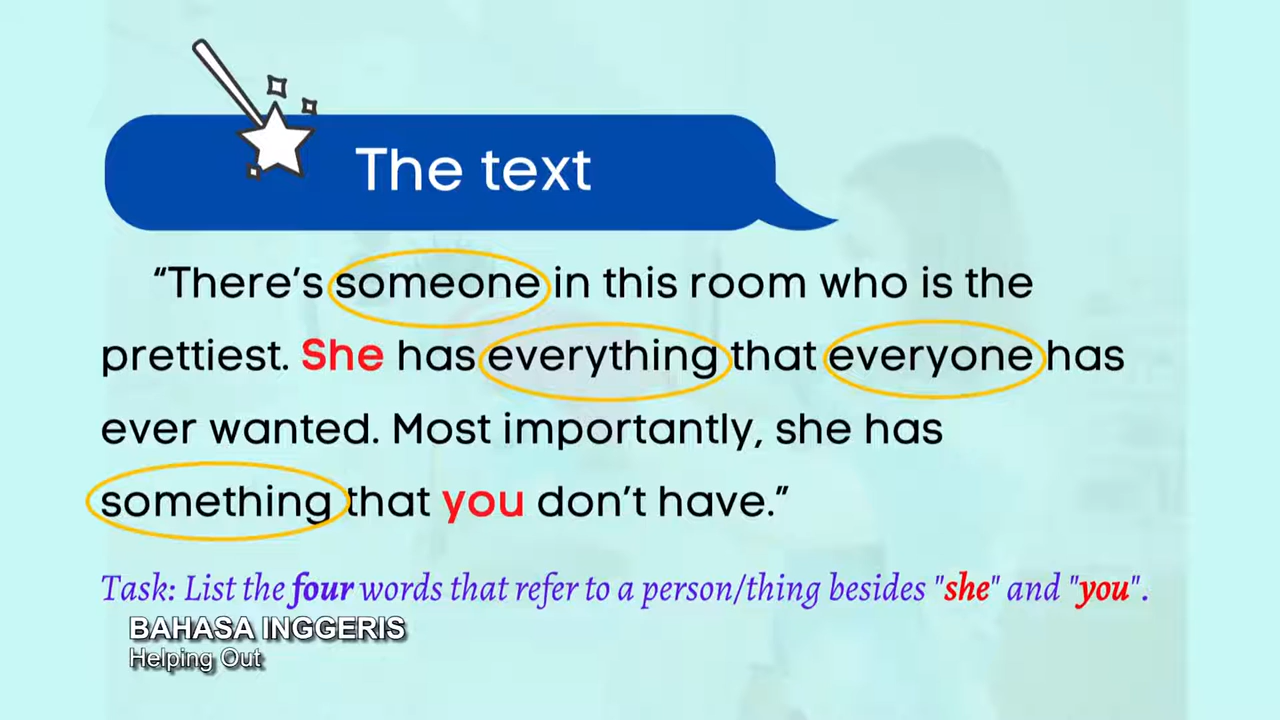 The text
“There’s someone in this room who is the
prettiest. She has everything that everyone has
ever wanted. Most importantly, she has
something that you don’t have.”
Task: List the four words that refer to a person/thing besides "she" and "you".
BAHASA INGGERIS
Helping Out